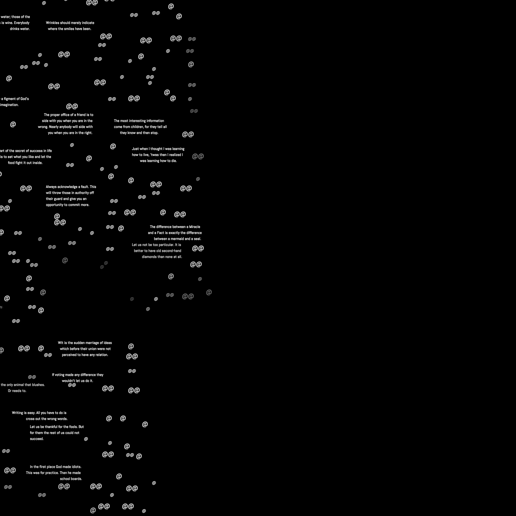 water; those of the
is wine. Everybody
drinks water.
Wrinkles should merely indicate
where the smiles have been.
a figment of God's
imagination.
The proper office of a friend is to
side with you when you are in the
wrong. Nearly anybody will side with
you when you are in the right.
The most interesting information
come from children, for they tell all
they know and then stop.
Just when I thought I was learning
how to live, 'twas then I realized I
was learning how to die.
part of the secret of success in life
is to eat what you like and let the
food fight it out inside.
Always acknowledge a fault. This
will throw those in authority off
their guard and give you an
opportunity to commit more.
The difference between a Miracle
and a Fact is exactly the difference
between a mermaid and a seal.
Let us not be too particular. It is
better to have old second-hand
diamonds than none at all.
Wit is the sudden marriage of ideas
which before their union were not
perceived to have any relation.
If voting made any difference they
wouldn't let us do it.
the only animal that blushes.
Or needs to.
Writing is easy. All you have to do is
cross out the wrong words.
Let us be thankful for the fools. But
for them the rest of us could not
succeed.
In the first place God made idiots.
This was for practice. Then he made
school boards.